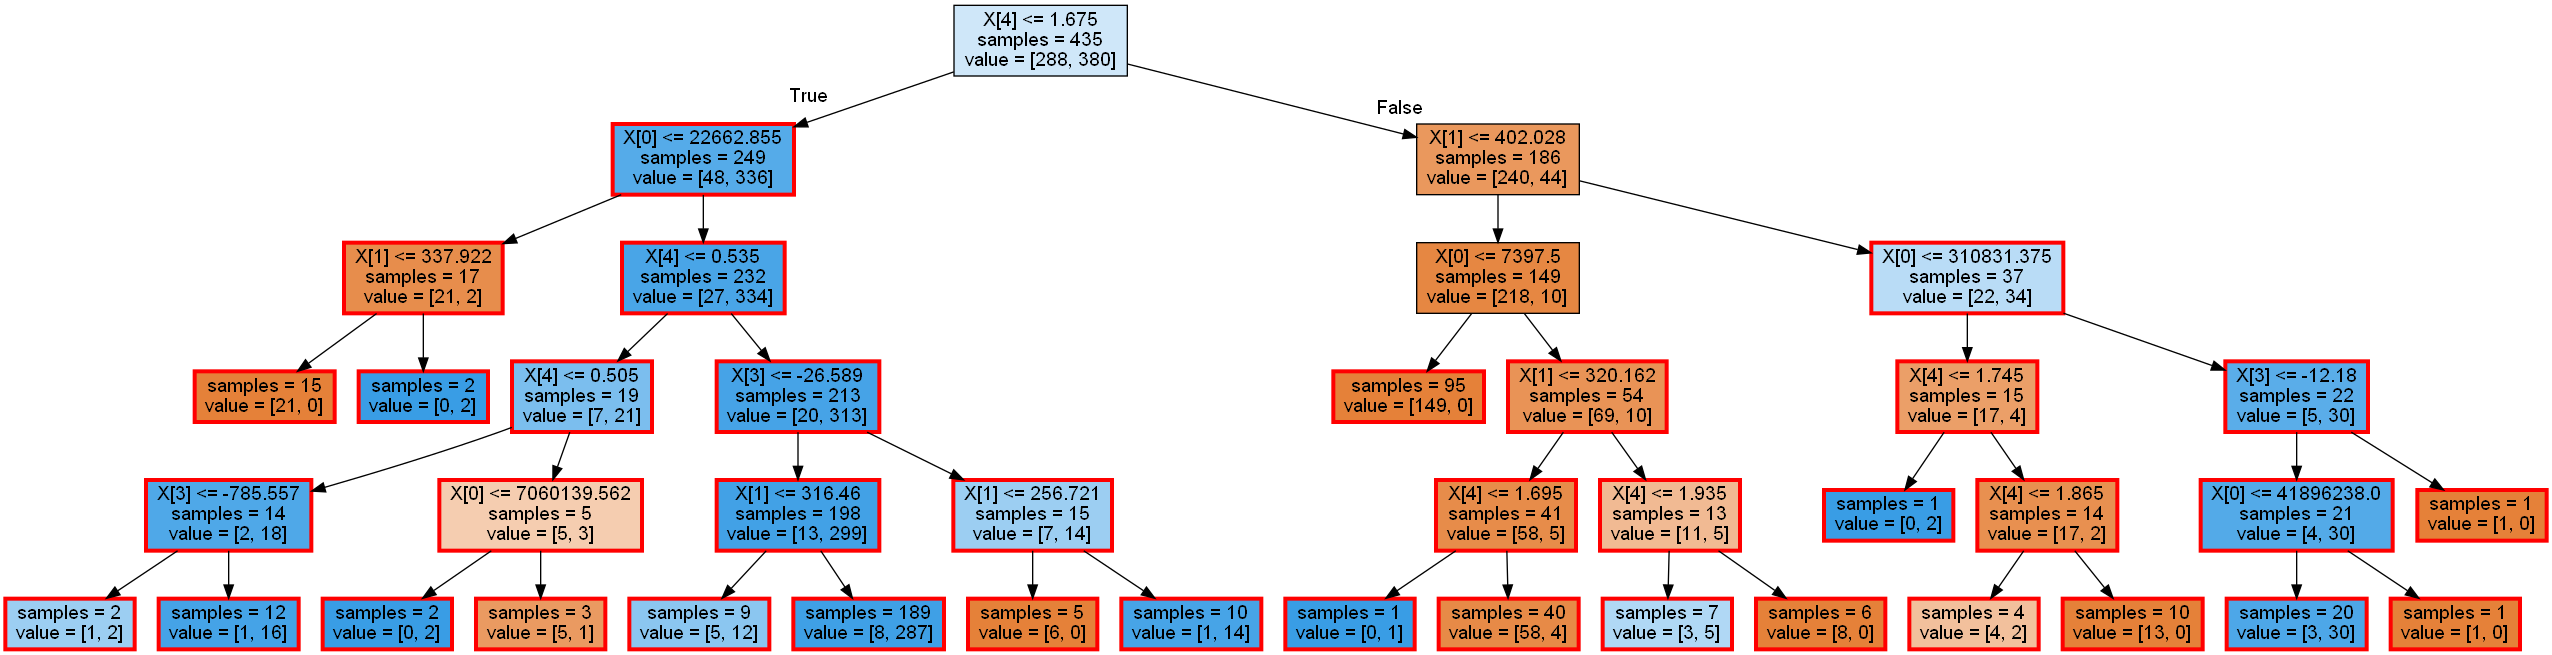 X[4] <= 1.675
samples = 435
value = [288, 380]
True
False
X[0] <= 22662.855
samples = 249
value = [48, 336]
X[1] <= 402.028
samples = 186
value = [240, 44]
X[1] <= 337.922
samples = 17
value = [21, 2]
X[4] <= 0.535
samples = 232
value = [27, 334]
X[0] <= 7397.5
samples = 149
value = [218, 10]
X[0] <= 310831.375
samples = 37
value = [22, 34]
samples = 15
value = [21, 0]
samples = 2
value = [0, 2]
X[4] <= 0.505
samples = 19
value = [7, 21]
X[3] <= -26.589
samples = 213
value = [20, 313]
samples = 95
value = [149, 0]
X[1] <= 320.162
samples = 54
value = [69, 10]
X[4] <= 1.745
samples = 15
value = [17, 4]
X[3] <= -12.18
samples = 22
value = [5, 30]
X[3] <= -785.557
samples = 14
value = [2, 18]
X[0] <= 7060139.562
samples = 5
value = [5, 3]
X[1] <= 316.46
samples = 198
value = [13, 299]
X[1] <= 256.721
samples = 15
value = [7, 14]
X[4] <= 1.695
samples = 41
value = [58, 5]
X[4] <= 1.935
samples = 13
value = [11, 5]
samples = 1
value = [0, 2]
X[4] <= 1.865
samples = 14
value = [17, 2]
X[0] <= 41896238.0
samples = 21
value = [4, 30]
samples = 1
value = [1, 0]
samples = 2
value = [1, 2]
samples = 12
value = [1, 16]
samples = 2
value = [0, 2]
samples = 3
value = [5, 1]
samples = 9
value = [5, 12]
samples = 189
value = [8, 287]
samples = 5
value = [6, 0]
samples = 10
value = [1, 14]
samples = 1
value = [0, 1]
samples = 40
value = [58, 4]
samples = 7
value = [3, 5]
samples = 6
value = [8, 0]
samples = 4
value = [4, 2]
samples = 10
value = [13, 0]
samples = 20
value = [3, 30]
samples = 1
value = [1, 0]